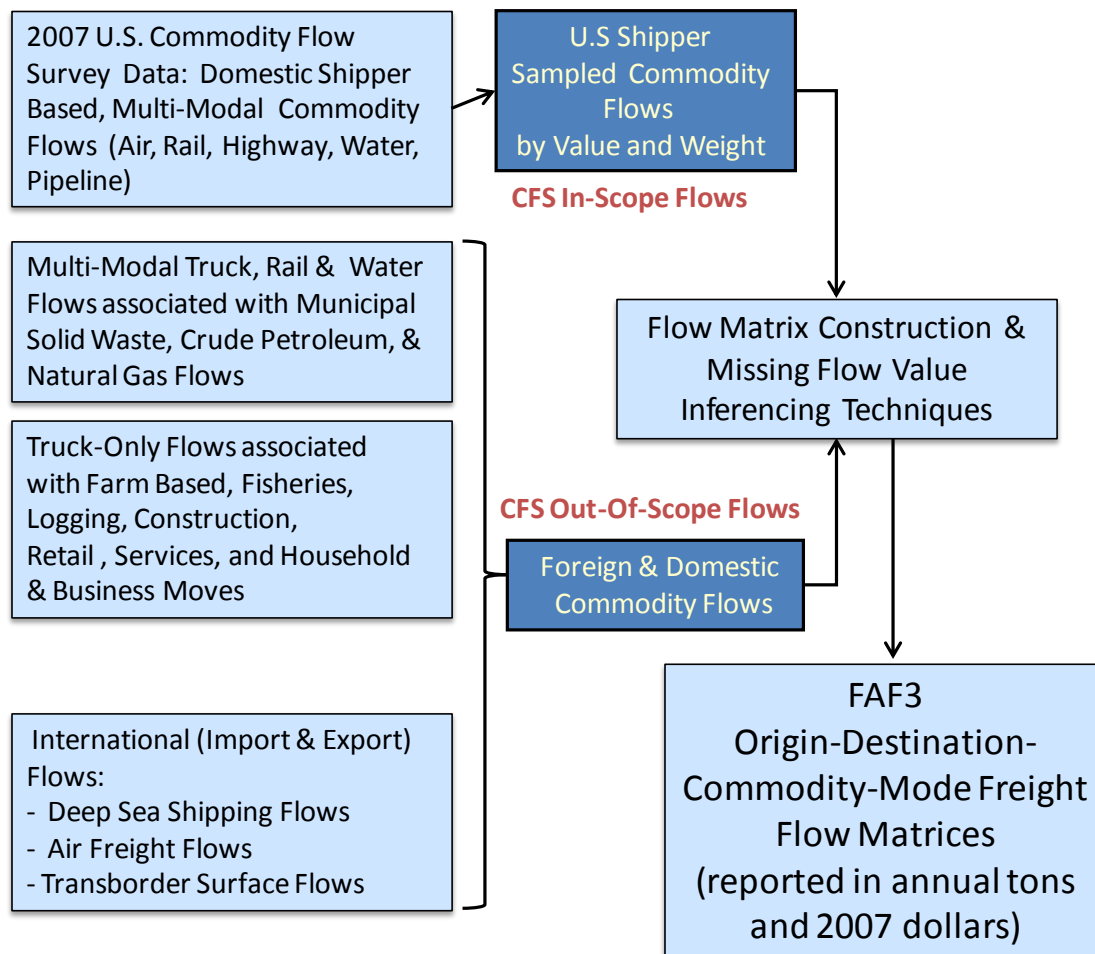 2007 U.S. Commodity Flow
Survey Data: Domestic Shipper
Based, Multi-Modal Commodity
Flows (Air, Rail, Highway, Water,
Pipeline)
U.S Shipper
Sampled Commodity
Flows
by Value and Weight
CFS In-Scope Flows
Multi-Modal Truck, Rail & Water
Flows associated with Municipal
Solid Waste, Crude Petroleum, &
Natural Gas Flows
Flow Matrix Construction &
Missing Flow Value
Inferencing Techniques
Truck-Only Flows associated
with Farm Based, Fisheries,
Logging, Construction,
Retail , Services, and Household
& Business Moves
CFS Out-Of-Scope Flows
Foreign & Domestic
Commodity Flows
International (Import & Export)
Flows:
- Deep Sea Shipping Flows
- Air Freight Flows
- Transborder Surface Flows
FAF3
Origin-Destination-
Commodity-Mode Freight
Flow Matrices
(reported in annual tons
and 2007 dollars)